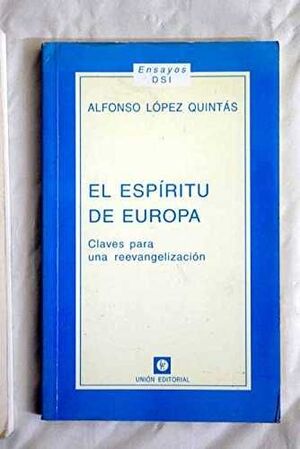 Ensayos
DSI
ALFONSO LÓPEZ QUINTÁS
EL ESPÍRITU
DE EUROPA
Claves para
una reevangelización
UNIÓN EDITORIAL